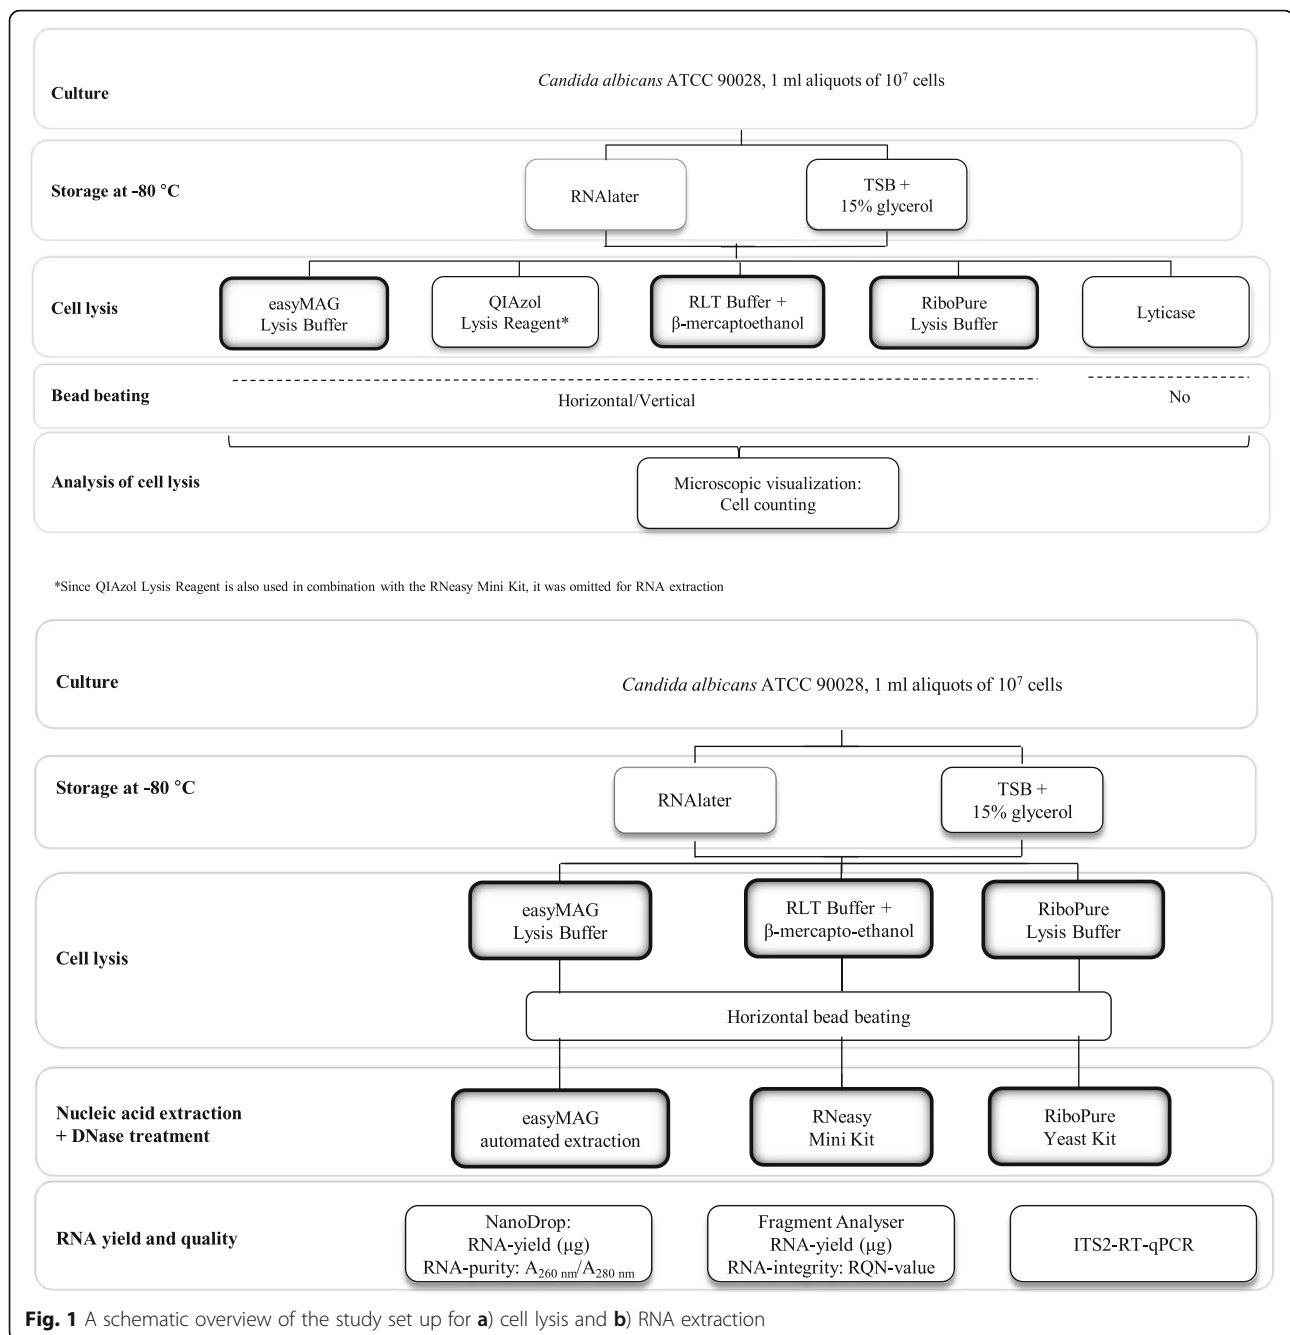 Culture
Candida albicans ATCC 90028, 1 ml aliquots of 10⁷ cells
Storage at -80 °C
RNAlater
TSB +
15% glycerol
Cell lysis
easyMAG
Lysis Buffer
QIAzol
Lysis Reagent*
RLT Buffer +
β-mercaptoethanol
RiboPure
Lysis Buffer
Lyticase
Bead beating
Horizontal/Vertical
No
Analysis of cell lysis
Microscopic visualization:
Cell counting
*Since QIAzol Lysis Reagent is also used in combination with the RNeasy Mini Kit, it was omitted for RNA extraction
Culture
Candida albicans ATCC 90028, 1 ml aliquots of 10⁷ cells
Storage at -80 °C
RNAlater
TSB +
15% glycerol
Cell lysis
easyMAG
Lysis Buffer
RLT Buffer +
β-mercapto-ethanol
RiboPure
Lysis Buffer
Horizontal bead beating
Nucleic acid extraction
+ DNase treatment
easyMAG
automated extraction
RNeasy
Mini Kit
RiboPure
Yeast Kit
RNA yield and quality
NanoDrop:
RNA-yield (µg)
RNA-purity: A260 nm/A280 nm
Fragment Analyser
RNA-yield (µg)
RNA-integrity: RQN-value
ITS2-RT-qPCR
Fig. 1 A schematic overview of the study set up for a) cell lysis and b) RNA extraction